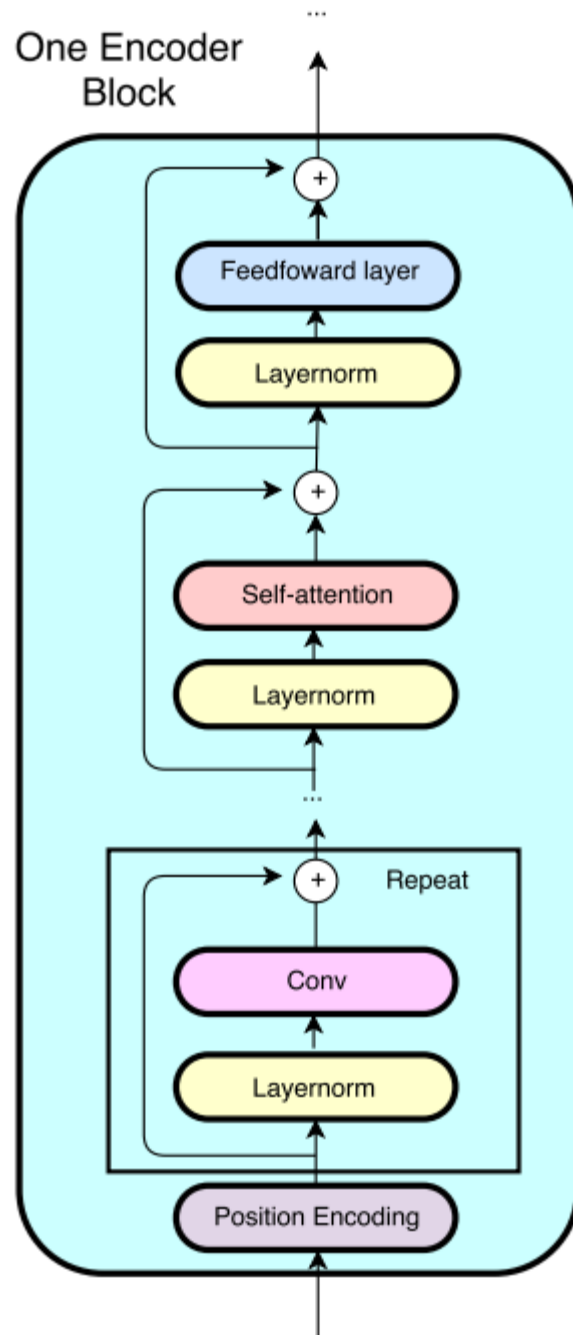 ...
One Encoder
Block
+
Feedfoward layer
Layernorm
+
Self-attention
Layernorm
...
+
Repeat
Conv
Layernorm
Position Encoding